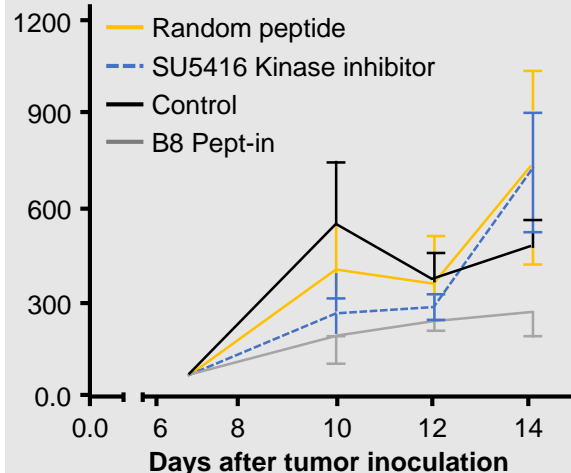 1200
900
600
300
0.0
Random peptide
SU5416 Kinase inhibitor
Control
B8 Pept-in
0.0 6 8 10 12 14
Days after tumor inoculation